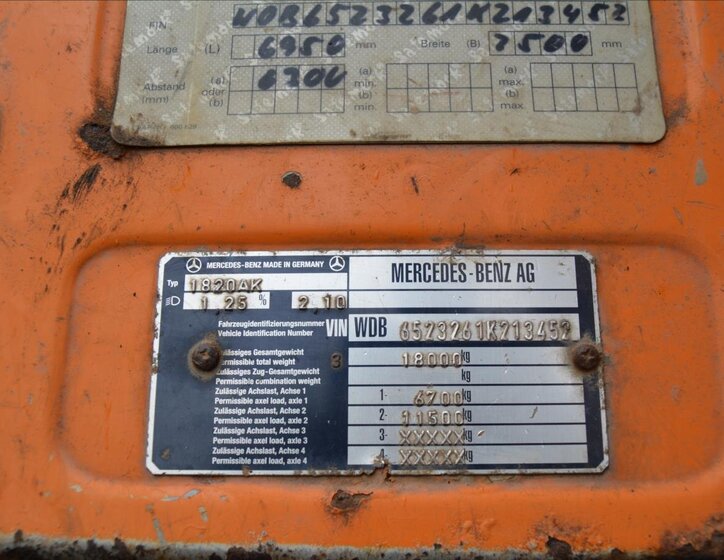 FIN WDB6523261K213452
Länge (L) 6950 mm Breite (B) 2500 mm
Abstand (a) 6700 (a) min. (a) max.
(mm) oder (b) (b) min. (b) max.
MERCEDES-BENZ MADE IN GERMANY
MERCEDES-BENZ AG
Typ 1820AK
1,25 % 2,10
Fahrzeugidentifizierungsnummer
Vehicle Identification Number
VIN WDB 6523261K213452
Zulässiges Gesamtgewicht
Permissible total weight
3 18000 kg
Zulässiges Zug-Gesamtgewicht
Permissible combination weight
kg
Zulässige Achslast, Achse 1
Permissible axel load, axle 1
1- 6700 kg
Zulässige Achslast, Achse 2
Permissible axel load, axle 2
2- 11500 kg
Zulässige Achslast, Achse 3
Permissible axel load, axle 3
3- XXXXX kg
Zulässige Achslast, Achse 4
Permissible axel load, axle 4
4- XXXXX kg